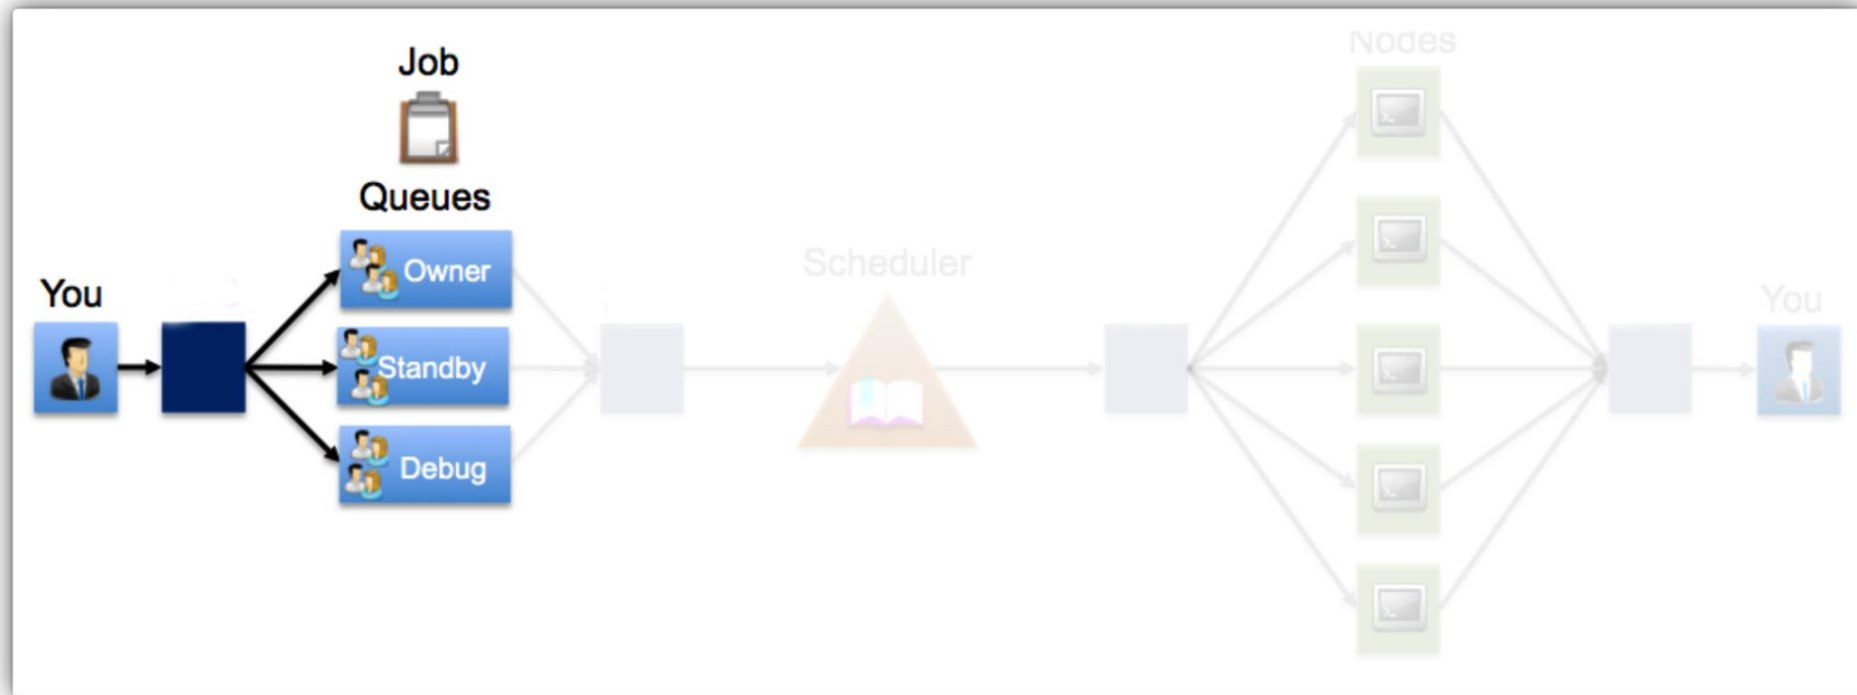 Job
Queues
You
Owner
Standby
Debug
Scheduler
Nodes
You